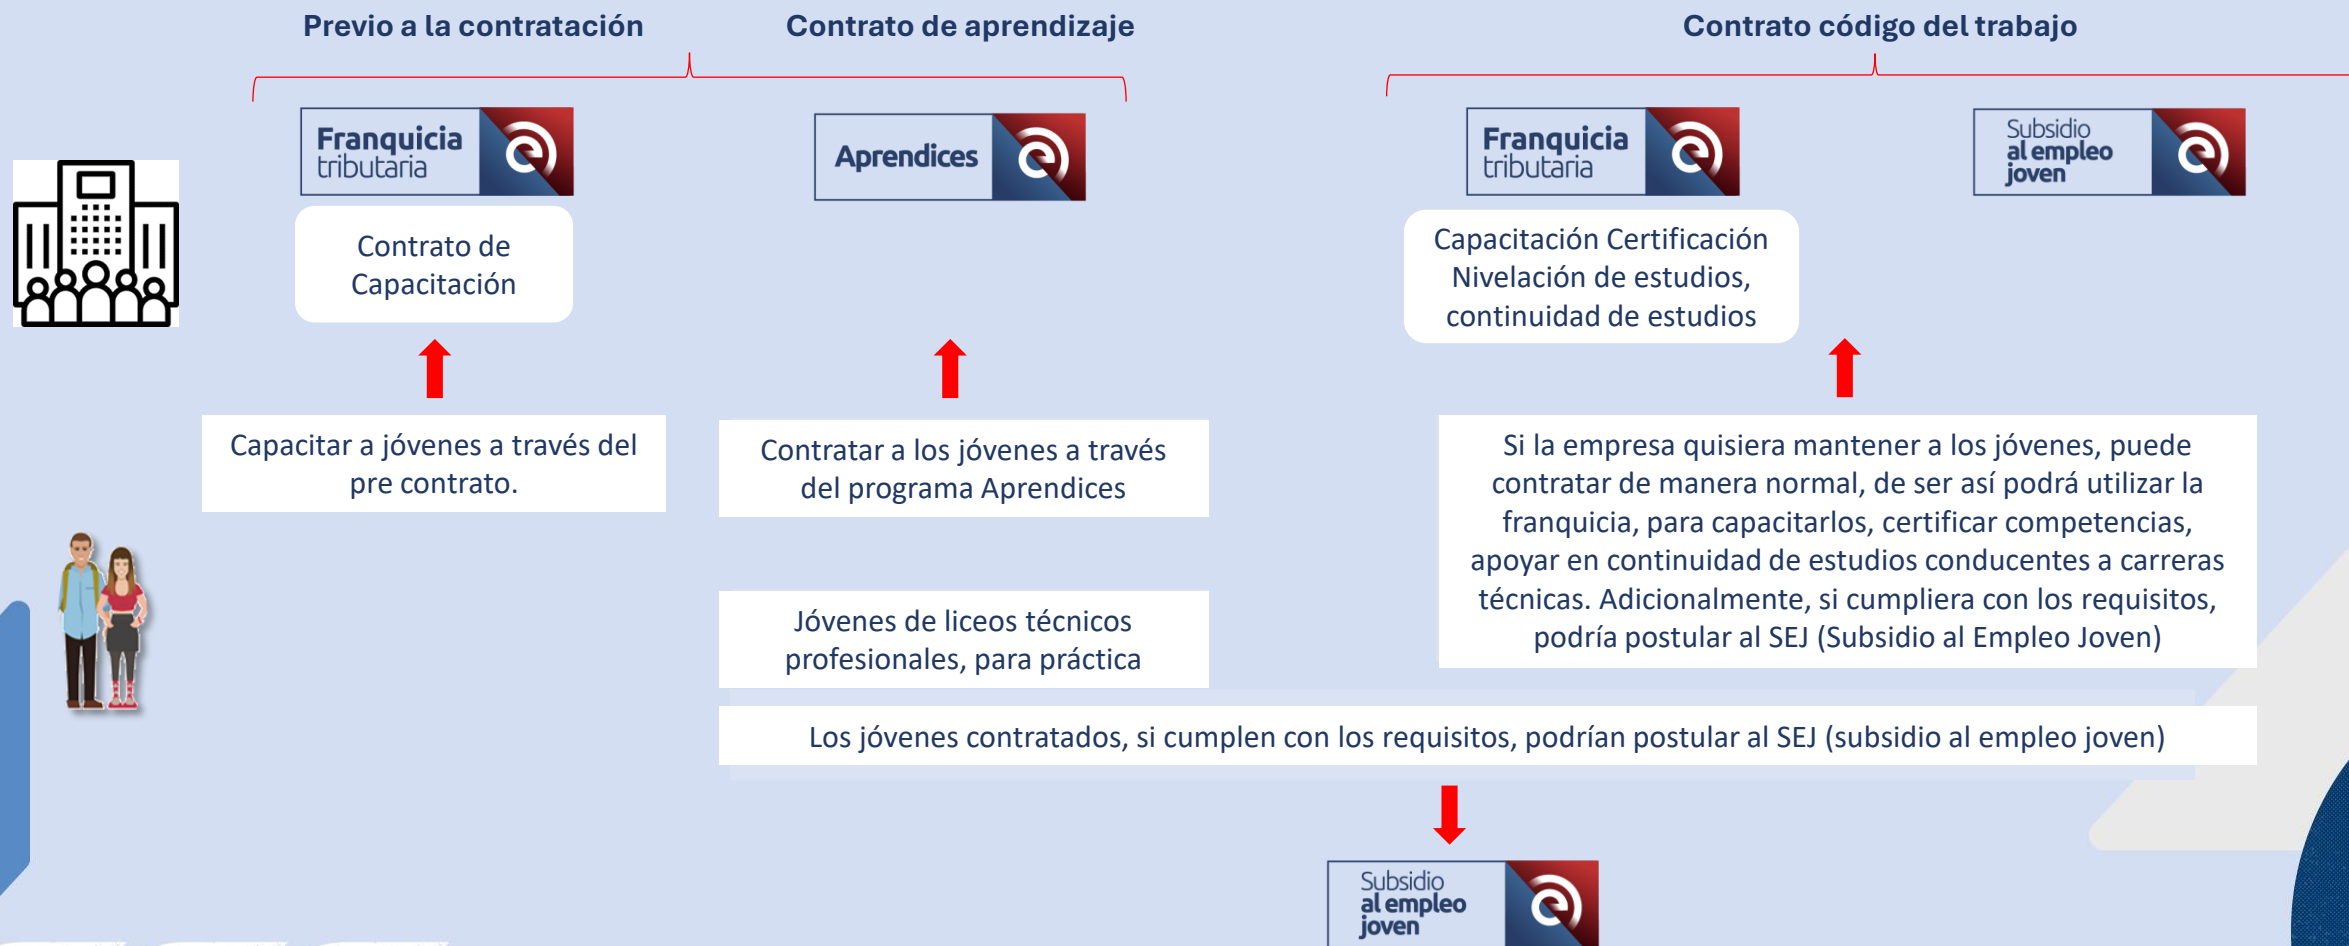 Previo a la contratación
Contrato de aprendizaje
Contrato código del trabajo
Franquicia
tributaria
Aprendices
Franquicia
tributaria
Subsidio
al empleo
joven
Contrato de
Capacitación
Capacitación Certificación
Nivelación de estudios,
continuidad de estudios
Capacitar a jóvenes a través del
pre contrato.
Contratar a los jóvenes a través
del programa Aprendices
Si la empresa quisiera mantener a los jóvenes, puede
contratar de manera normal, de ser así podrá utilizar la
franquicia, para capacitarlos, certificar competencias,
apoyar en continuidad de estudios conducentes a carreras
técnicas. Adicionalmente, si cumpliera con los requisitos,
podría postular al SEJ (Subsidio al Empleo Joven)
Jóvenes de liceos técnicos
profesionales, para práctica
Los jóvenes contratados, si cumplen con los requisitos, podrían postular al SEJ (subsidio al empleo joven)
Subsidio
al empleo
joven